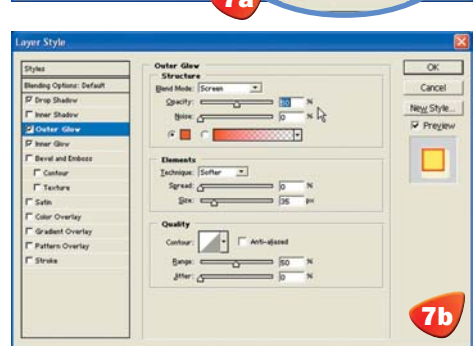 7a
Layer Style
Styles
Blending Options: Default
Drop Shadow
Inner Shadow
Outer Glow
Inner Glow
Bevel and Emboss
Contour
Texture
Satin
Color Overlay
Gradient Overlay
Pattern Overlay
Stroke
Outer Glow
Structure
Blend Mode: Screen
Opacity: 50 %
Noise: 0 %
Elements
Technique: Softer
Spread: 0 %
Size: 35 px
Quality
Contour: Anti-aliased
Range: 50 %
Jitter: 0 %
OK
Cancel
New Style...
Preview
7b